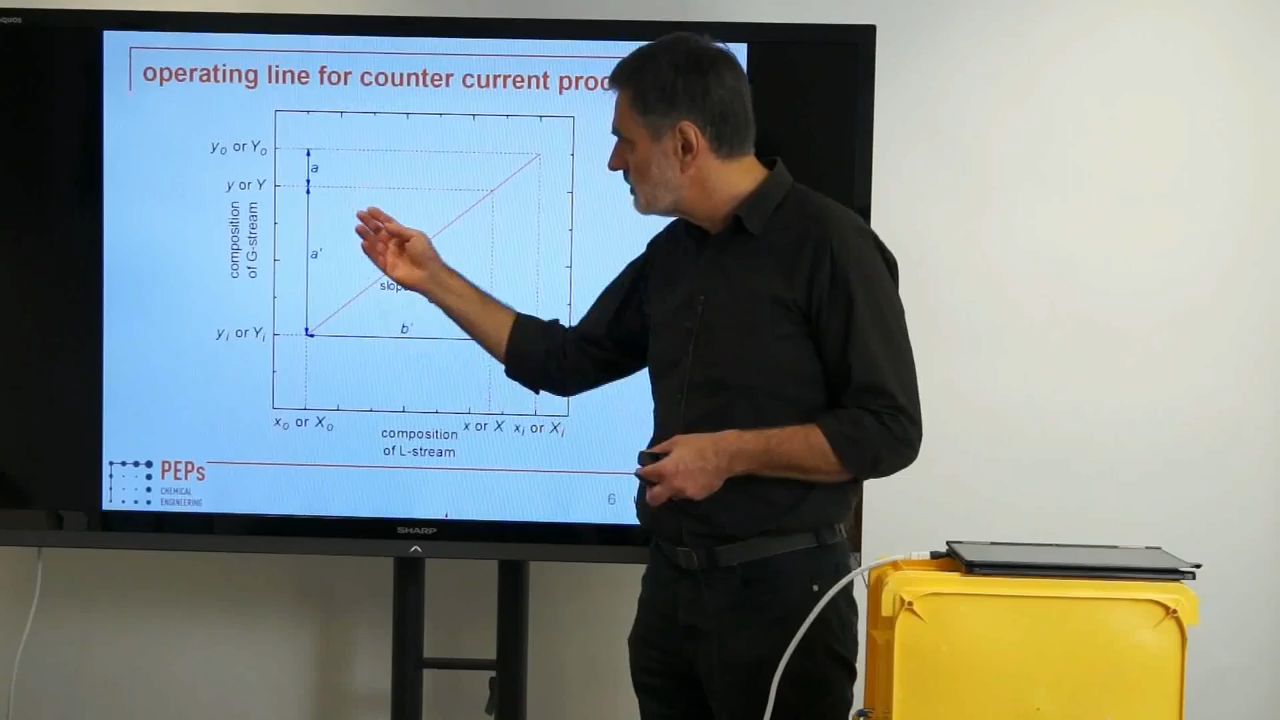 operating line for counter current
y₀ or Y₀
a
y or Y
composition
of G-stream
a'
b'
yᵢ or Yᵢ
x₀ or X₀
x or X
xᵢ or Xᵢ
composition
of L-stream
PEPs
CHEMICAL
ENGINEERING
6
SHARP